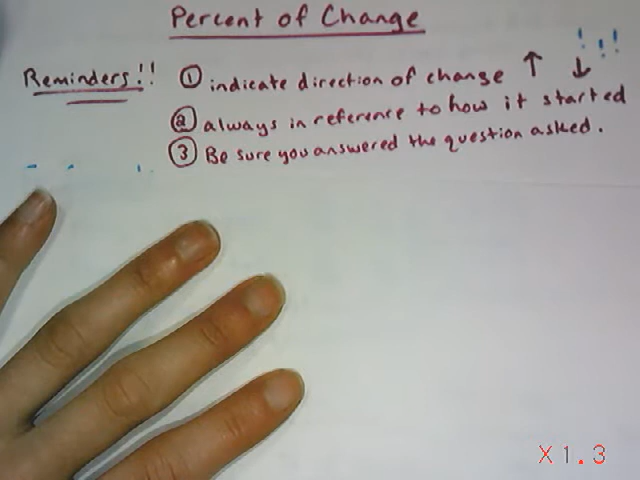 Percent of Change
Reminders!! ① indicate direction of change ↑ ↓ !!!
② always in reference to how it started
③ Be sure you answered the question asked.
X1.3